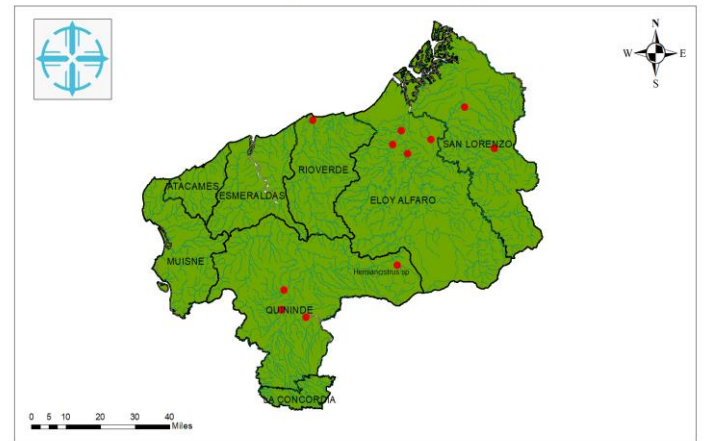 N
W E
S
SAN LORENZO
RIOVERDE
ATACAMES
ESMERALDAS
ELOY ALFARO
MUISNE
Hemiancistrus sp
QUININDE
LA CONCORDIA
0 5 10 20 30 40
Miles